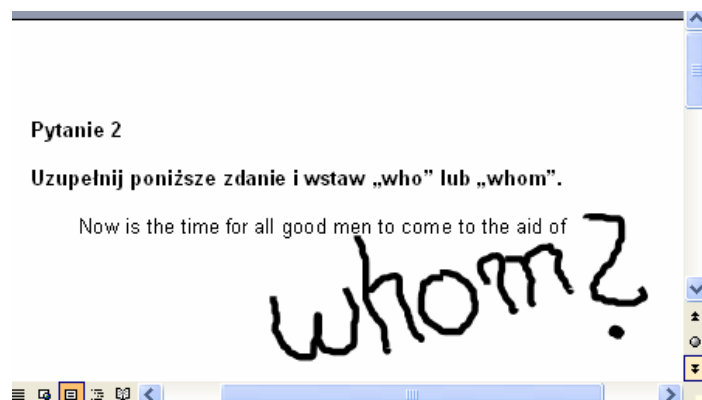 Pytanie 2
Uzupełnij poniższe zdanie i wstaw „who” lub „whom”.
Now is the time for all good men to come to the aid of
whom?